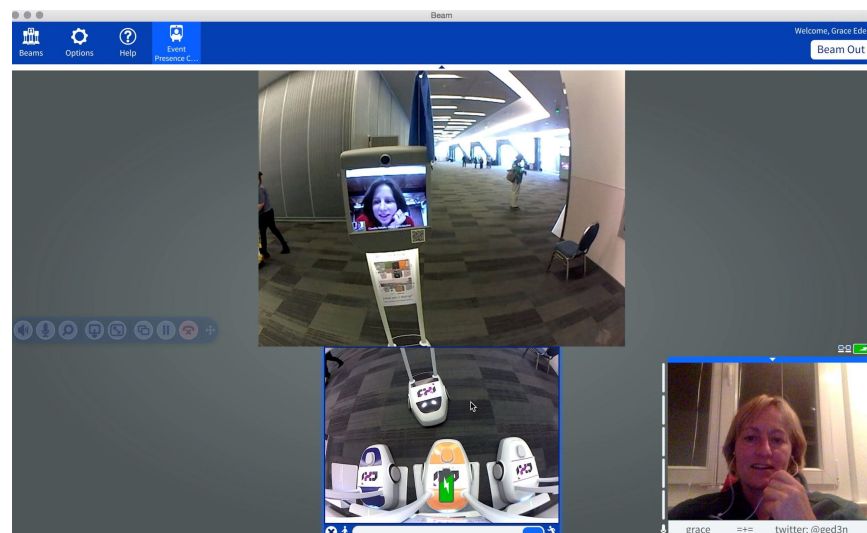 Beam
Welcome, Grace Ede
Beams
Options
Help
Event
Presence C...
Beam Out
grace =+= twitter: @ged3n